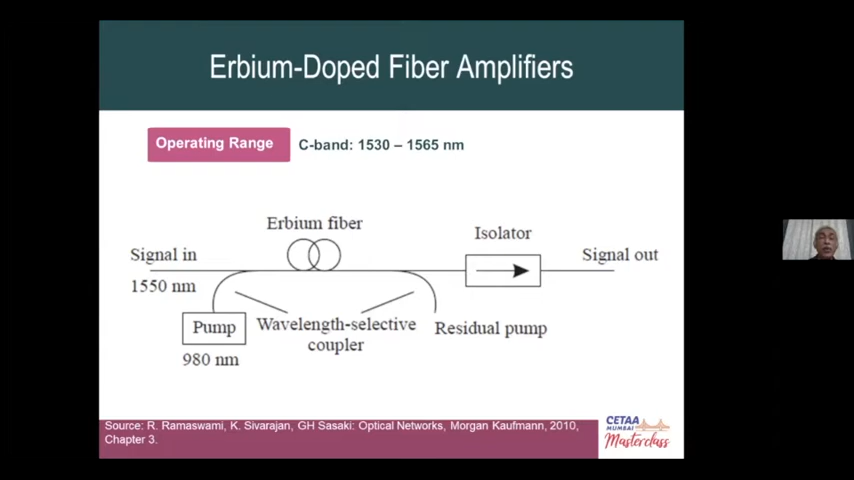 Erbium-Doped Fiber Amplifiers
Operating Range
C-band: 1530 – 1565 nm
Erbium fiber
Isolator
Signal in
Signal out
1550 nm
Pump
Wavelength-selective
coupler
Residual pump
980 nm
Source: R. Ramaswami, K. Sivarajan, GH Sasaki: Optical Networks, Morgan Kaufmann, 2010,
Chapter 3.
CETAA
MUMBAI
Masterclass